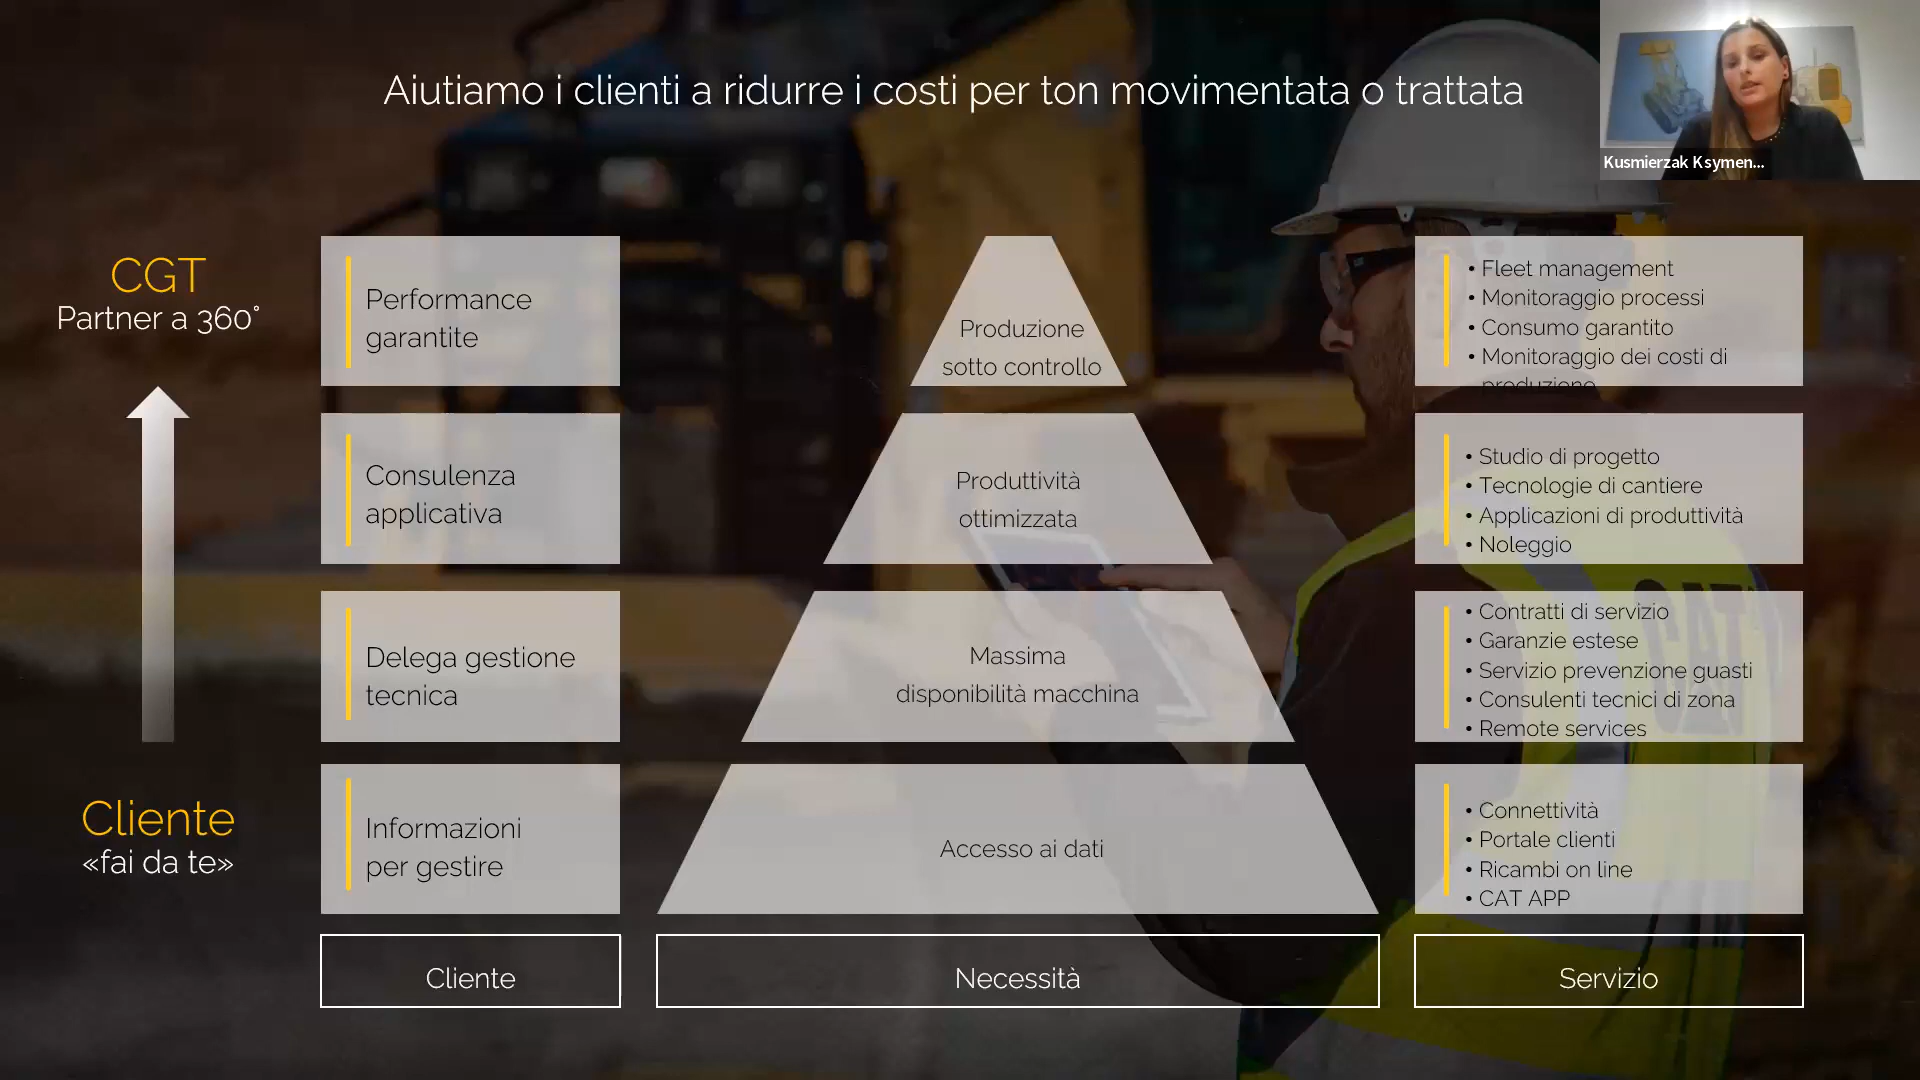 Aiutiamo i clienti a ridurre i costi per ton movimentata o trattata
Kusmierzak Ksymen...
CGT
Partner a 360°
Cliente
«fai da te»
Performance
garantite
Produzione
sotto controllo
• Fleet management
• Monitoraggio processi
• Consumo garantito
• Monitoraggio dei costi di
produzione
Consulenza
applicativa
Produttività
ottimizzata
• Studio di progetto
• Tecnologie di cantiere
• Applicazioni di produttività
• Noleggio
Delega gestione
tecnica
Massima
disponibilità macchina
• Contratti di servizio
• Garanzie estese
• Servizio prevenzione guasti
• Consulenti tecnici di zona
• Remote services
Informazioni
per gestire
Accesso ai dati
• Connettività
• Portale clienti
• Ricambi on line
• CAT APP
Cliente
Necessità
Servizio
CAT